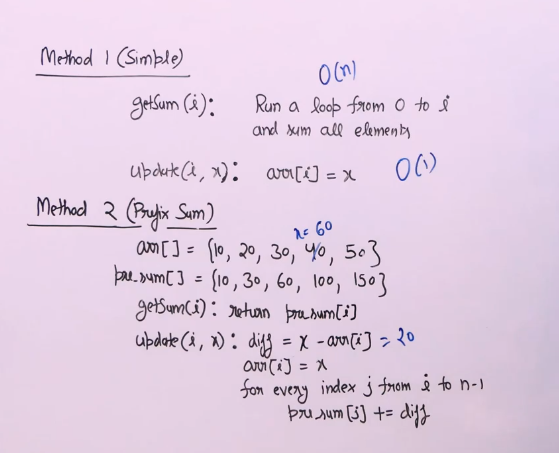 Method 1 (Simple)
O(n)
getSum(i): Run a loop from 0 to i
and sum all elements
update(i, x): arr[i] = x O(1)
Method 2 (Prefix Sum)
x = 60
arr[] = {10, 20, 30, 40, 50}
pre_sum[] = {10, 30, 60, 100, 150}
getSum(i): return pre_sum[i]
update(i, x): diff = x - arr[i] = 20
arr[i] = x
for every index j from i to n-1
pre_sum[j] += diff